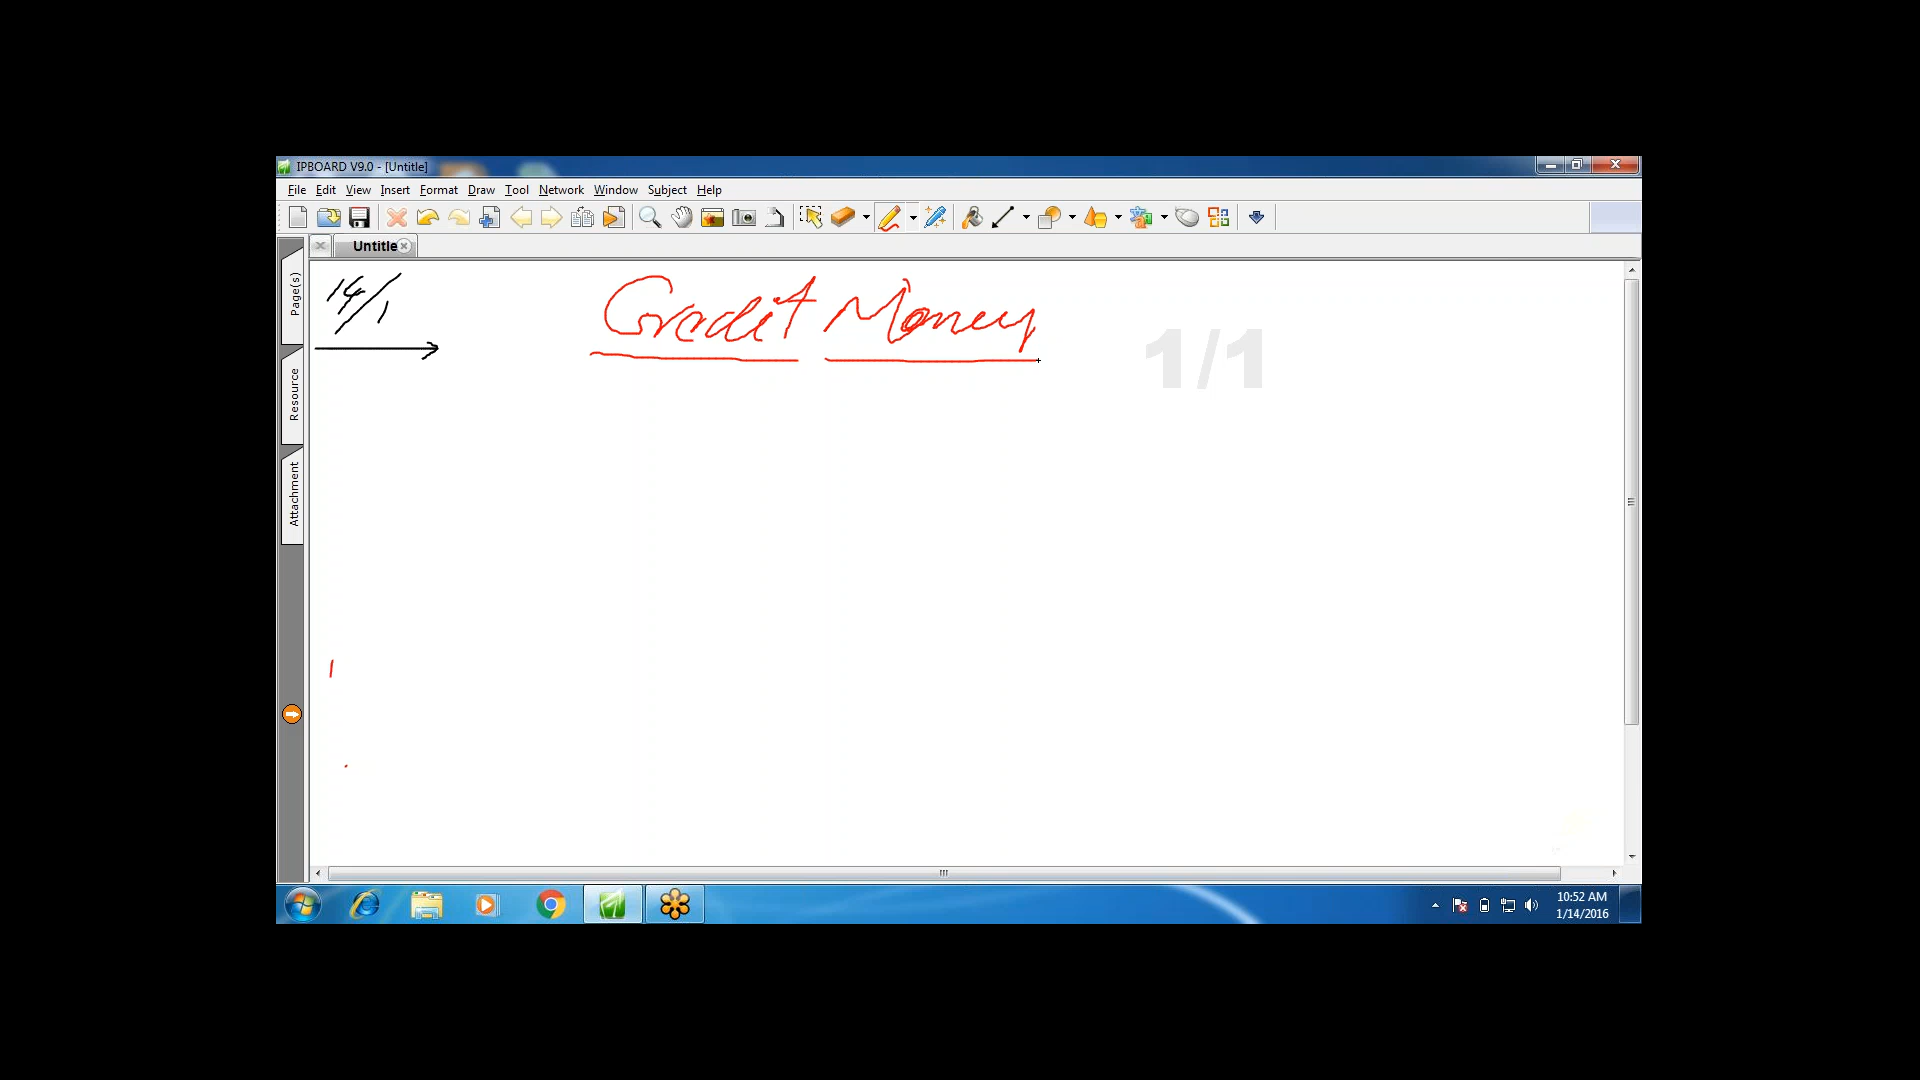 IPBOARD V9.0 - [Untitle]
File Edit View Insert Format Draw Tool Network Window Subject Help
Untitle
14/1
Credit Money
1/1
Page(s)
Resource
Attachment
10:52 AM
1/14/2016